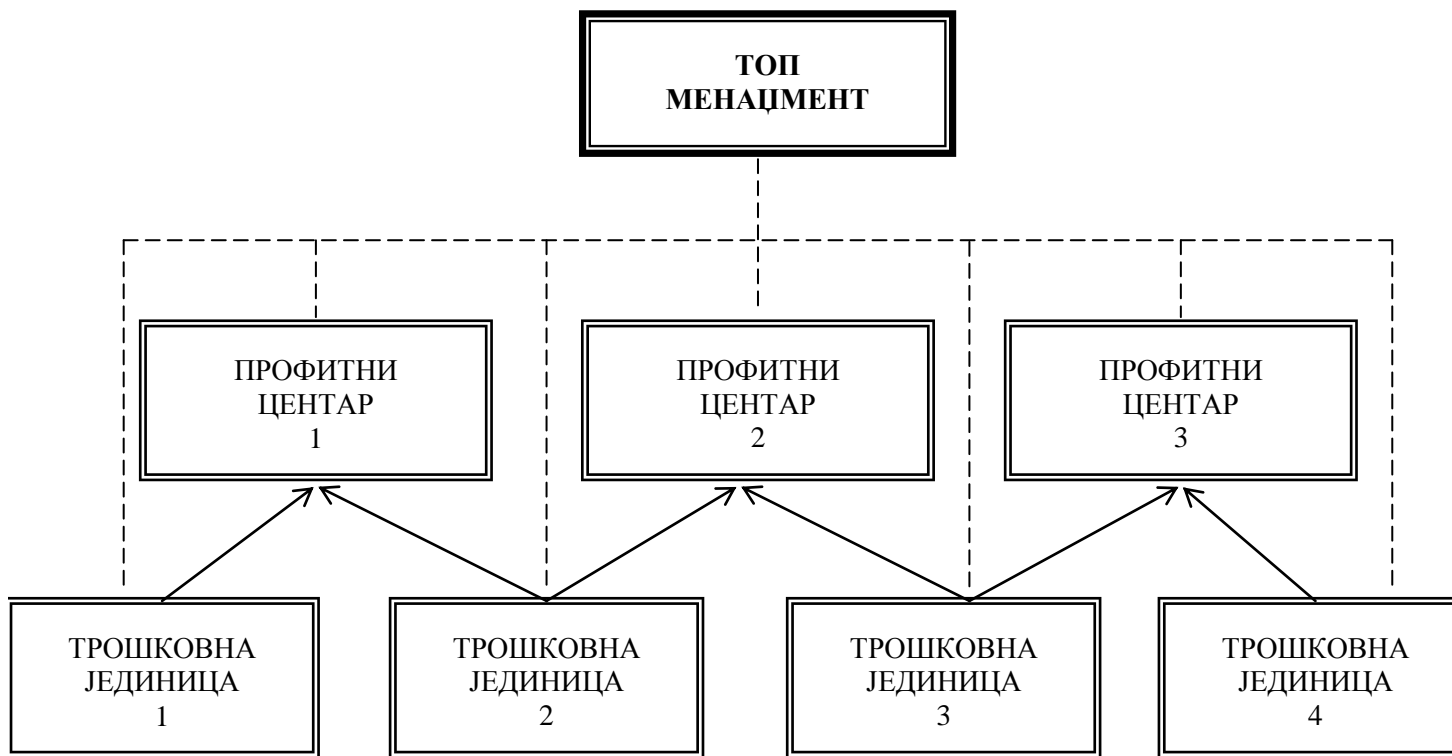 ТОП
МЕНАЏМЕНТ
ПРОФИТНИ
ЦЕНТАР
1
ПРОФИТНИ
ЦЕНТАР
2
ПРОФИТНИ
ЦЕНТАР
3
ТРОШКОВНА
ЈЕДИНИЦА
1
ТРОШКОВНА
ЈЕДИНИЦА
2
ТРОШКОВНА
ЈЕДИНИЦА
3
ТРОШКОВНА
ЈЕДИНИЦА
4